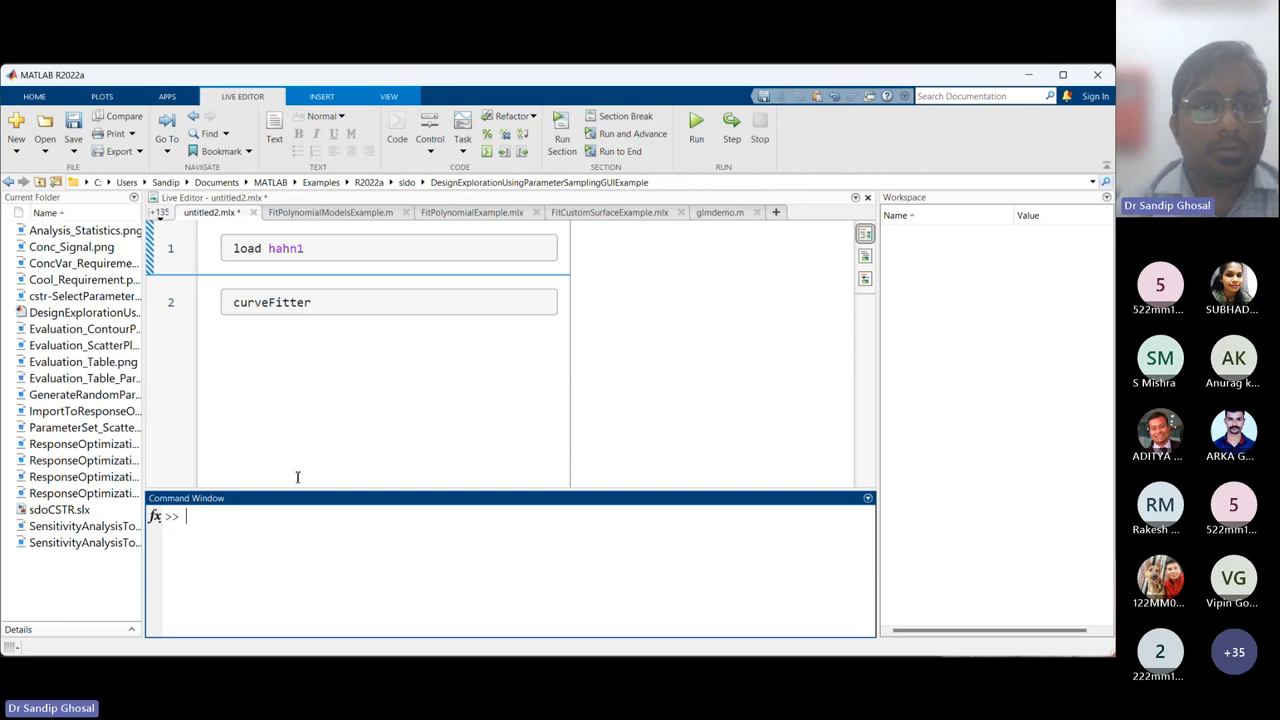 MATLAB R2022a
HOME PLOTS APPS LIVE EDITOR INSERT VIEW Search Documentation Sign In
New Open Save Compare Print Export
Go To Find Bookmark
Text Normal B I U M
Code Control Task Refactor
Run Section Section Break Run and Advance Run to End
Run Step Stop
FILE NAVIGATE TEXT CODE SECTION RUN
C: Users Sandip Documents MATLAB Examples R2022a sldo DesignExplorationUsingParameterSamplingGUIExample
Current Folder
Name
Analysis_Statistics.png
Conc_Signal.png
ConcVar_Requireme...
Cool_Requirement.p...
cstr-SelectParameter...
DesignExplorationUs...
Evaluation_ContourP...
Evaluation_ScatterPl...
Evaluation_Table.png
Evaluation_Table_Par...
GenerateRandomPar...
ImportToResponseO...
ParameterSet_Scatte...
ResponseOptimizati...
ResponseOptimizati...
ResponseOptimizati...
ResponseOptimizati...
sdoCSTR.slx
SensitivityAnalysisTo...
SensitivityAnalysisTo...
Details
Live Editor - untitled2.mlx *
+135 untitled2.mlx * FitPolynomialModelsExample.m FitPolynomialExample.mlx FitCustomSurfaceExample.mlx glmdemo.m
1 load hahn1
2 curveFitter
Command Window
fx >>
Workspace
Name Value
Dr Sandip Ghosal
5 522mm1...
SUBHAD...
SM S Mishra
AK Anurag k...
ADITYA ...
ARKA G...
RM Rakesh ...
5 522mm1...
122MM0...
VG Vipin Go...
2 222mm1...
+35
Dr Sandip Ghosal